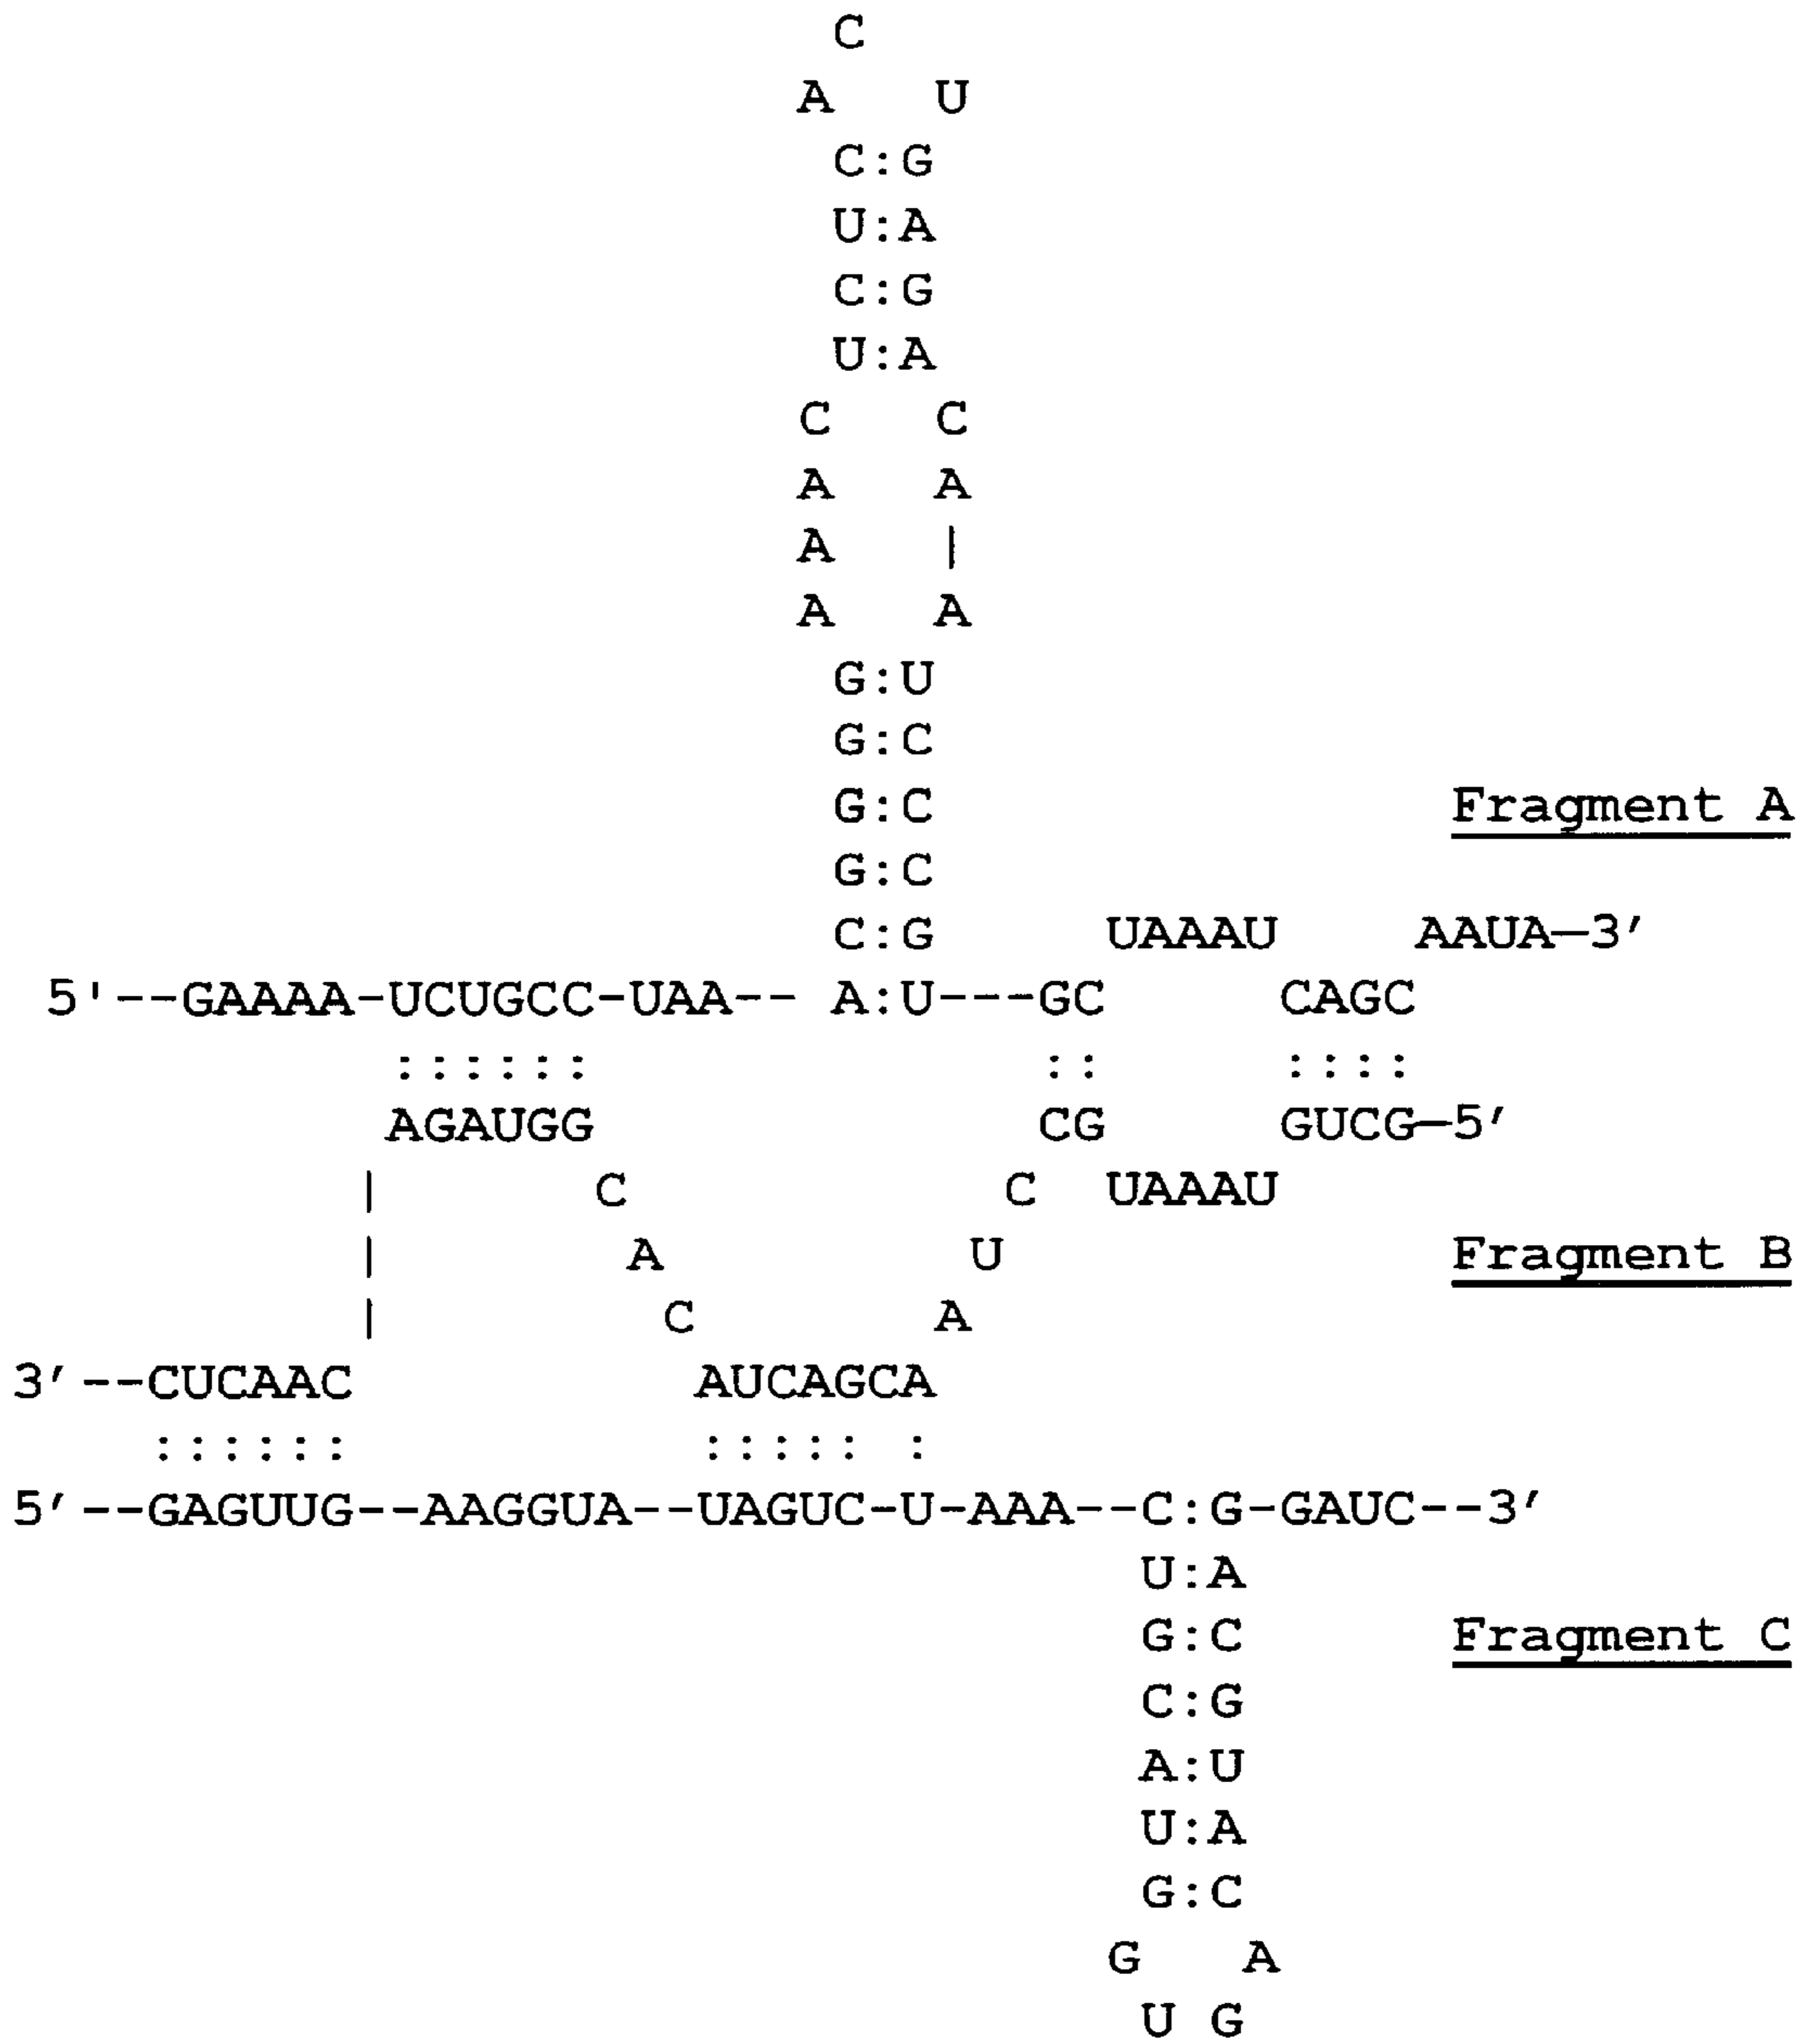 C
A U
C:G
U:A
C:G
U:A
C C
A A
A |
A A
G:U
G:C
G:C
Fragment A
G:C
C:G UAAAU AAUA—3′
5'--GAAAA-UCUGCC-UAA-- A:U---GC CAGC
:::::: :: ::::
AGAUGG CG GUCG—5′
| C C UAAAU
| A U Fragment B
| C A
3′--CUCAAC AUCAGCA
:::::: ::::: :
5′--GAGUUG--AAGGUA--UAGUC-U-AAA--C:G-GAUC--3′
U:A
G:C Fragment C
C:G
A:U
U:A
G:C
G A
U G